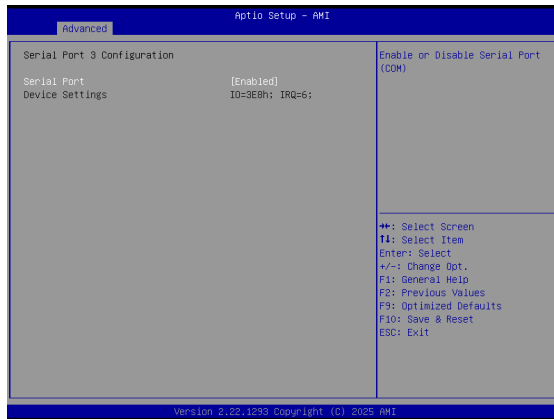 Aptio Setup - AMI
Advanced
Serial Port 3 Configuration
Serial Port [Enabled]
Device Settings IO=3E8h; IRQ=6;
Enable or Disable Serial Port
(COM)
→←: Select Screen
↑↓: Select Item
Enter: Select
+/-: Change Opt.
F1: General Help
F2: Previous Values
F9: Optimized Defaults
F10: Save & Reset
ESC: Exit
Version 2.22.1293 Copyright (C) 2025 AMI